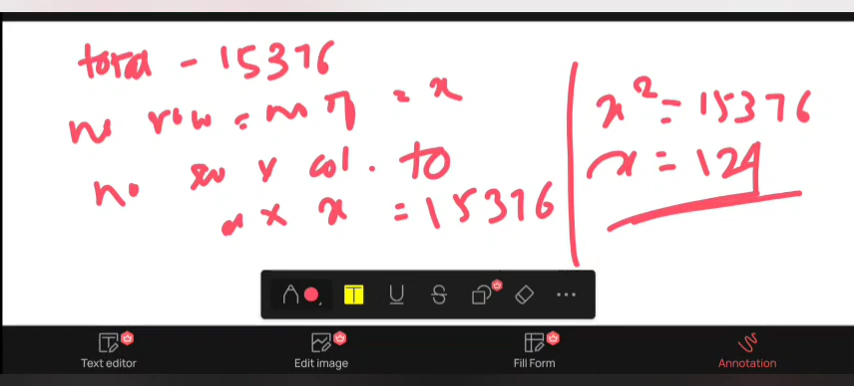 total - 15376
no row = no of = x
no row x col. to
x × x = 15376
x² = 15376
x = 124
T U S
Text editor
Edit image
Fill Form
Annotation